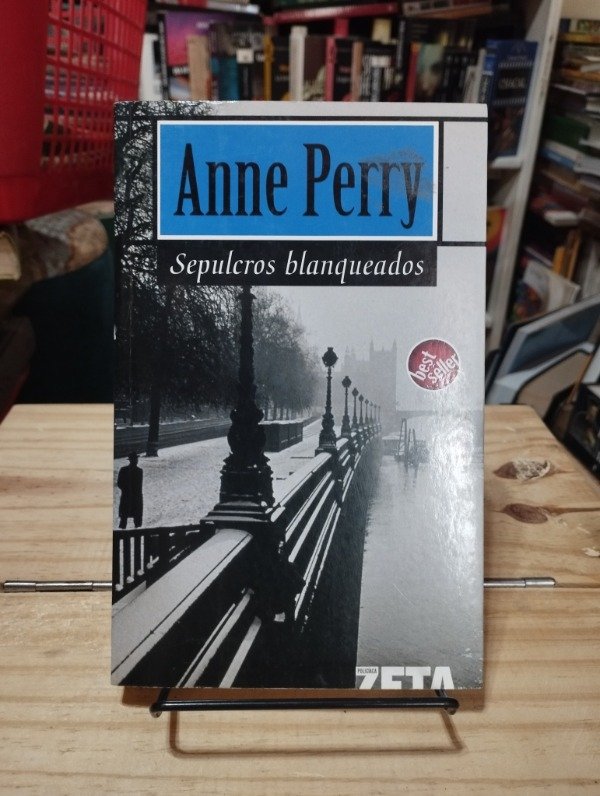 Anne Perry
Sepulcros blanqueados
best
seller
POLICIACA
ZETA